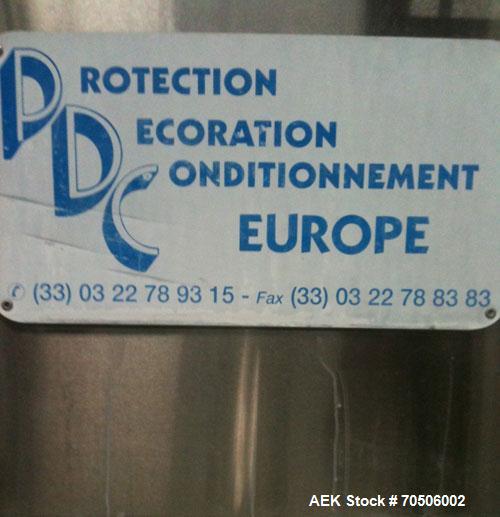 PROTECTION
DECORATION
CONDITIONNEMENT
EUROPE
✆ (33) 03 22 78 93 15 - Fax (33) 03 22 78 83 83
AEK Stock # 70506002